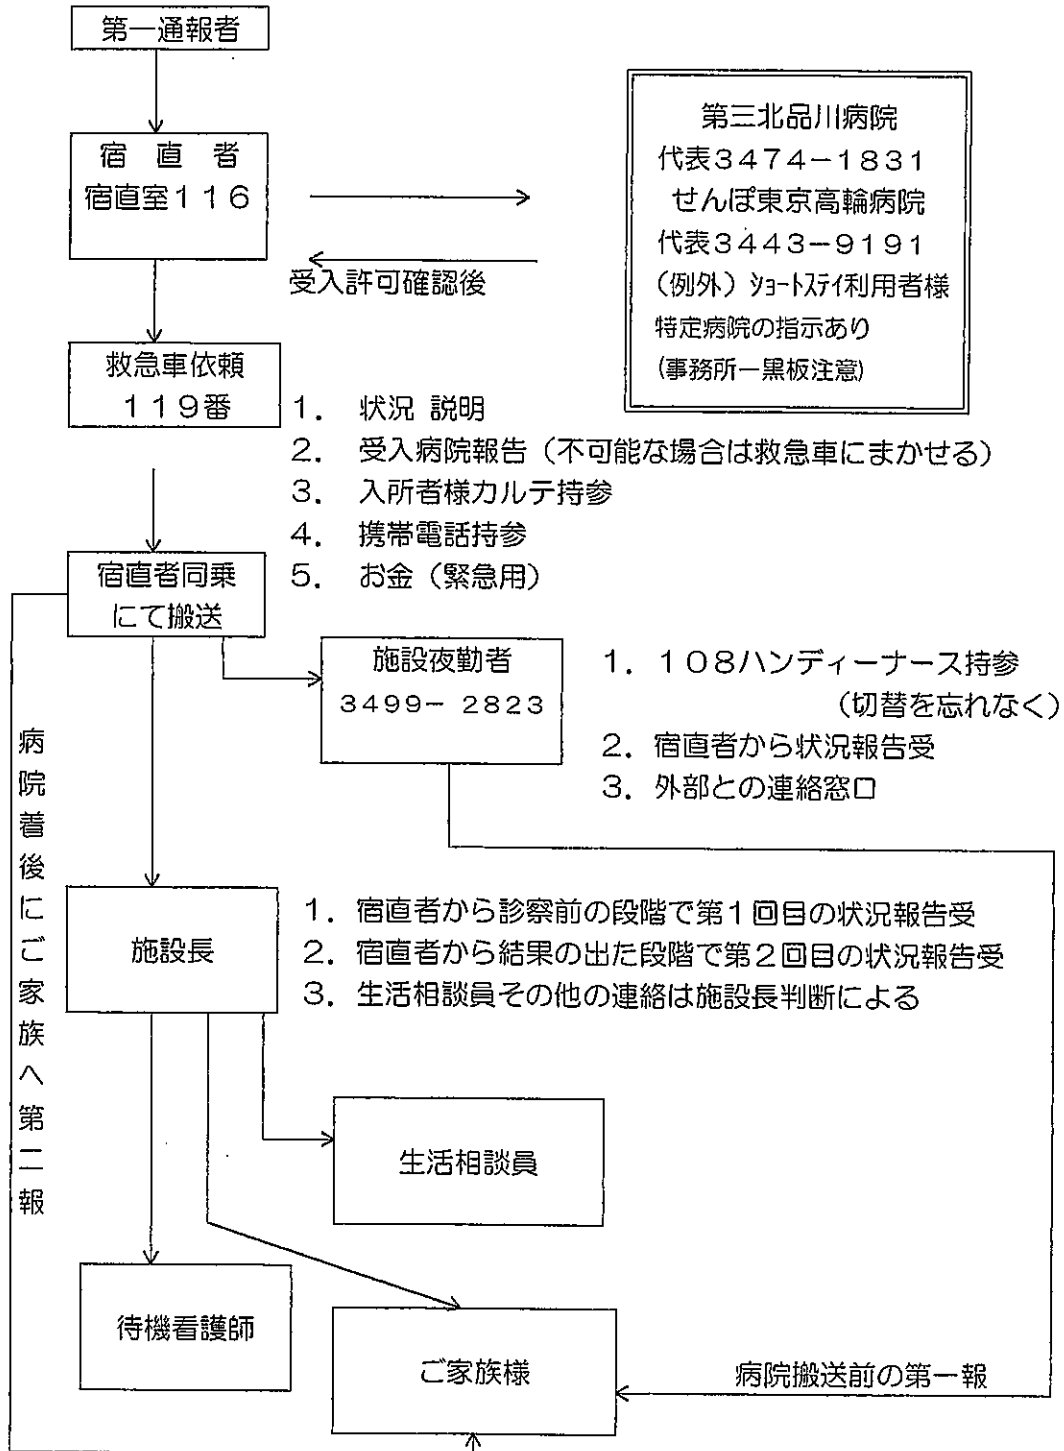 第一通報者
宿 直 者
宿直室116
第三北品川病院
代表3474-1831
せんぽ東京高輪病院
代表3443-9191
(例外)ショートステイ利用者様
特定病院の指示あり
(事務所ー黒板注意)
受入許可確認後
救急車依頼
119番
1. 状況 説明
2. 受入病院報告(不可能な場合は救急車にまかせる)
3. 入所者様カルテ持参
4. 携帯電話持参
5. お金(緊急用)
宿直者同乗
にて搬送
施設夜勤者
3499- 2823
1. 108ハンディーナース持参
(切替を忘れなく)
2. 宿直者から状況報告受
3. 外部との連絡窓口
病院着後にご家族へ第二報
施設長
1. 宿直者から診察前の段階で第1回目の状況報告受
2. 宿直者から結果の出た段階で第2回目の状況報告受
3. 生活相談員その他の連絡は施設長判断による
生活相談員
待機看護師
ご家族様
病院搬送前の第一報